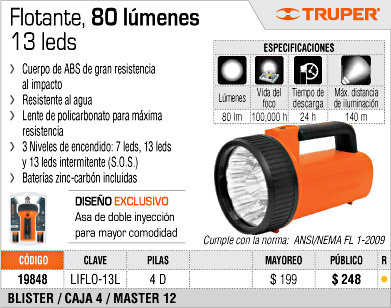 Flotante, 80 lúmenes
13 leds
TRUPER®
› Cuerpo de ABS de gran resistencia
al impacto
› Resistente al agua
› Lente de policarbonato para máxima
resistencia
› 3 Niveles de encendido: 7 leds, 13 leds
y 13 leds intermitente (S.O.S.)
› Baterías zinc-carbón incluidas
ESPECIFICACIONES
Lúmenes
Vida del
foco
Tiempo de
descarga
Máx. distancia
de iluminación
80 lm
100,000 h
24 h
140 m
DISEÑO EXCLUSIVO
Asa de doble inyección
para mayor comodidad
Cumple con la norma: ANSI/NEMA FL 1-2009
CÓDIGO CLAVE PILAS MAYOREO PÚBLICO R
19848 LIFLO-13L 4 D $ 199 $ 248
BLISTER / CAJA 4 / MASTER 12